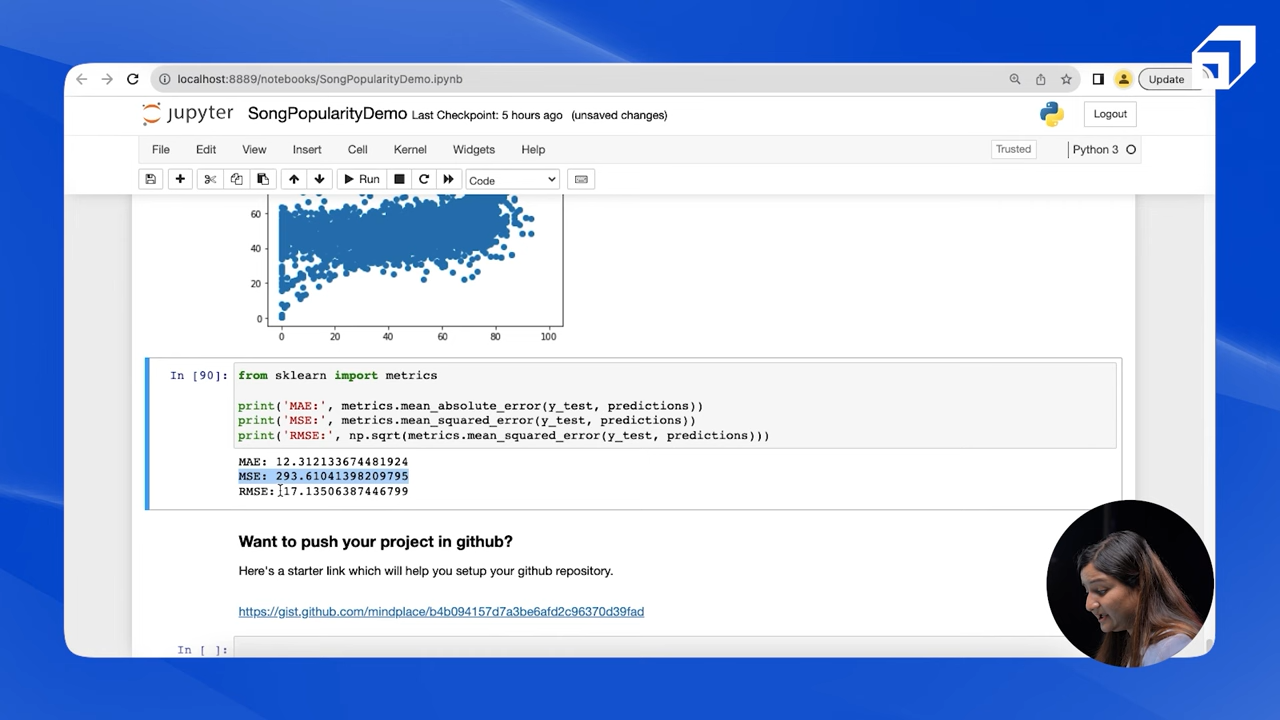 localhost:8889/notebooks/SongPopularityDemo.ipynb
Update
jupyter SongPopularityDemo Last Checkpoint: 5 hours ago (unsaved changes)
Logout
File Edit View Insert Cell Kernel Widgets Help
Trusted
Python 3
Run
Code
60
40
20
0
0 20 40 60 80 100
In [90]:
from sklearn import metrics
print('MAE:', metrics.mean_absolute_error(y_test, predictions))
print('MSE:', metrics.mean_squared_error(y_test, predictions))
print('RMSE:', np.sqrt(metrics.mean_squared_error(y_test, predictions)))
MAE: 12.312133674481924
MSE: 293.61041398209795
RMSE: 17.13506387446799
Want to push your project in github?
Here's a starter link which will help you setup your github repository.
https://gist.github.com/mindplace/b4b094157d7a3be6afd2c96370d39fad
In [ ]: